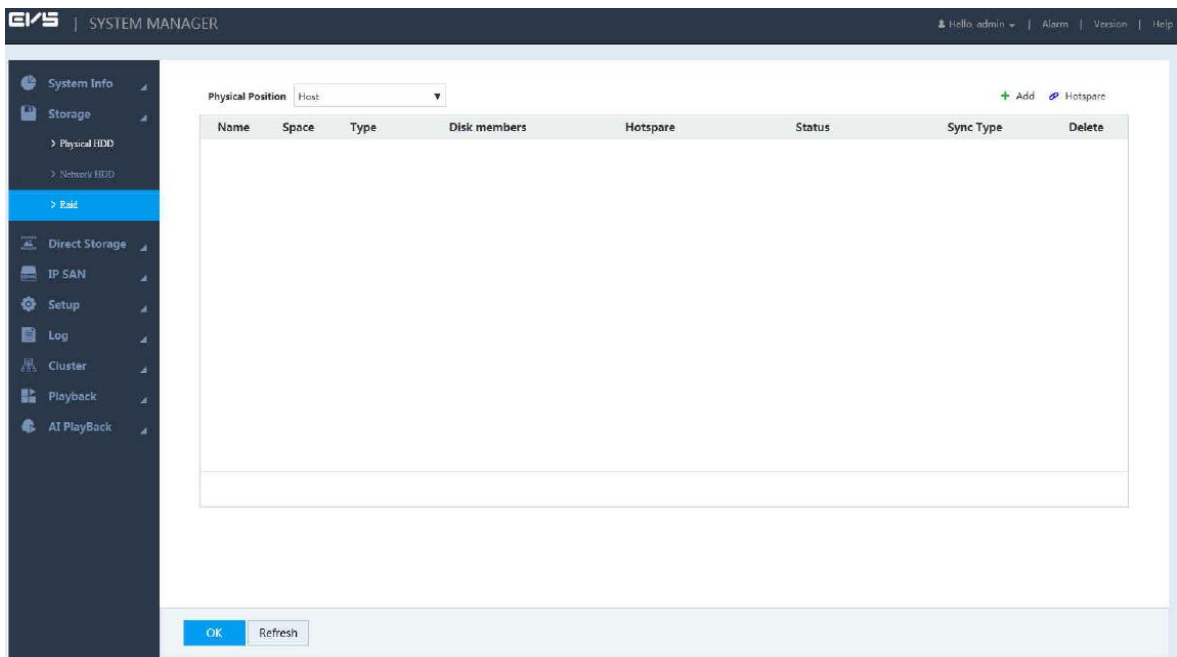 EVS | SYSTEM MANAGER
Hello, admin | Alarm | Version | Help
System Info
Storage
> Physical HDD
> Network HDD
> Raid
Direct Storage
IP SAN
Setup
Log
Cluster
Playback
AI PlayBack
Physical Position Host
+ Add Hotspare
Name Space Type Disk members Hotspare Status Sync Type Delete
OK Refresh